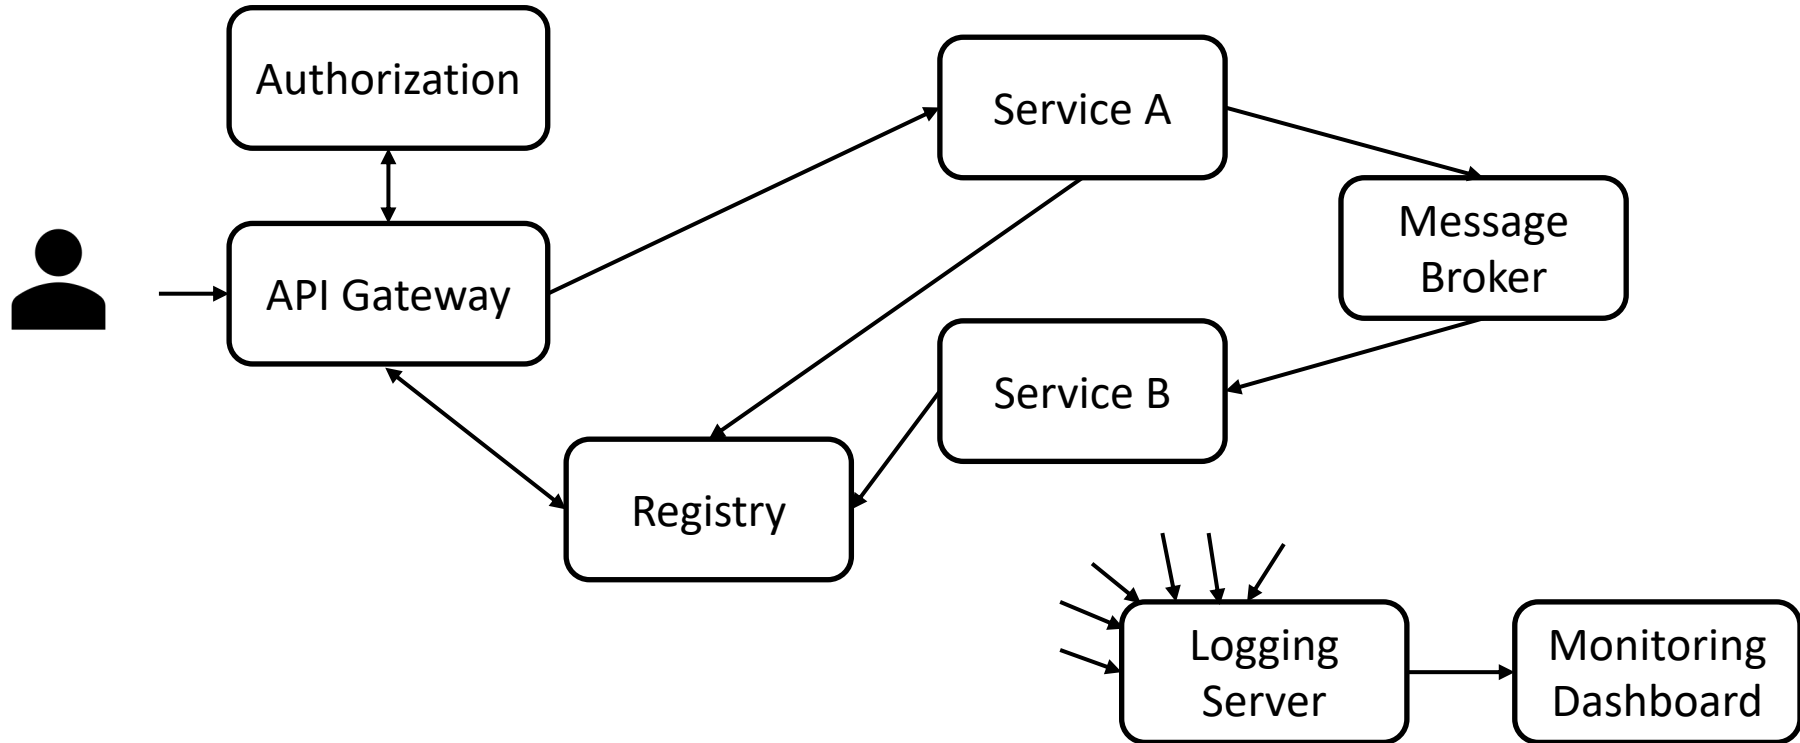 Authorization
Service A
Message
Broker
API Gateway
Service B
Registry
Logging
Server
Monitoring
Dashboard